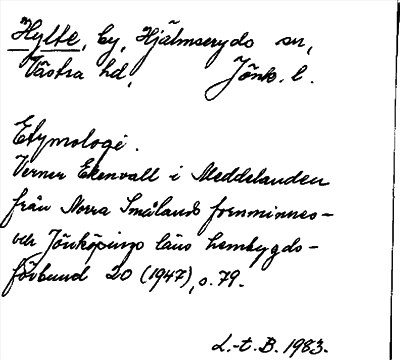 Hylte, by, Hjälmseryds sn,
Västra hd, Jönk. l.
Etymologi.
Verner Ekenvall i Meddelanden
från Norra Smålands fornminnes-
och Jönköpings läns hembygds-
förbund 20 (1947), s. 79.
L.-t. B. 1983.